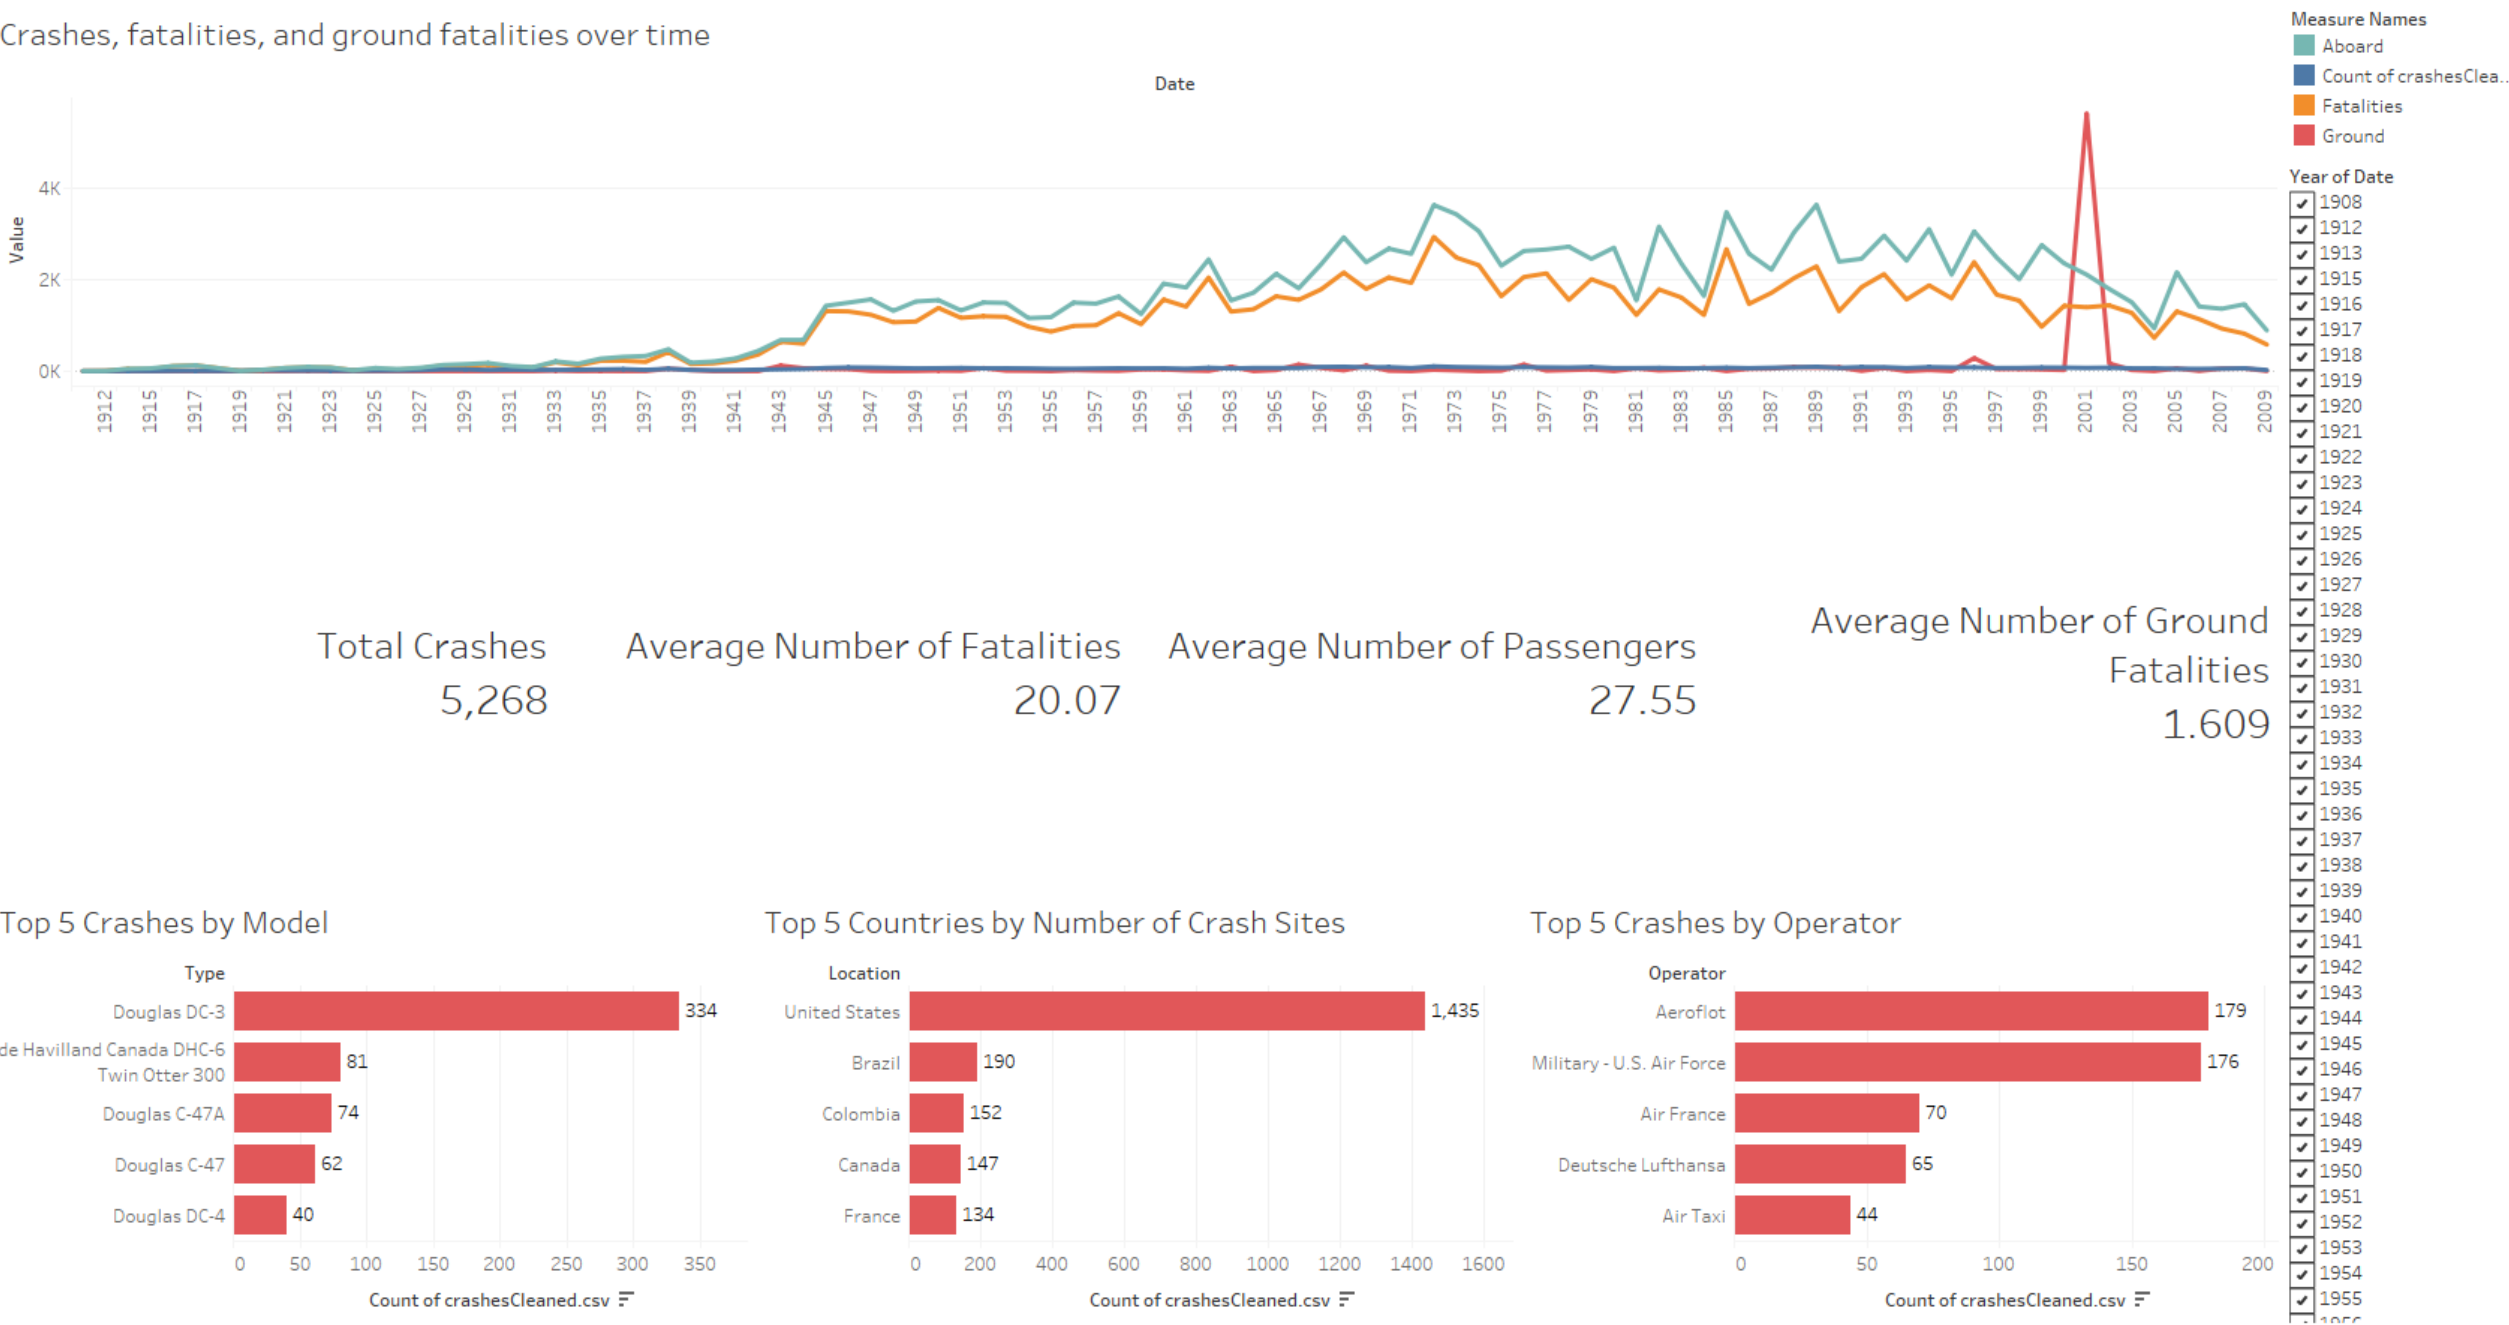 Crashes, fatalities, and ground fatalities over time
Date
Value
4K
2K
0K
1912
1915
1917
1919
1921
1923
1925
1927
1929
1931
1933
1935
1937
1939
1941
1943
1945
1947
1949
1951
1953
1955
1957
1959
1961
1963
1965
1967
1969
1971
1973
1975
1977
1979
1981
1983
1985
1987
1989
1991
1993
1995
1997
1999
2001
2003
2005
2007
2009
Measure Names
Aboard
Count of crashesClea..
Fatalities
Ground
Year of Date
1908
1912
1913
1915
1916
1917
1918
1919
1920
1921
1922
1923
1924
1925
1926
1927
1928
1929
1930
1931
1932
1933
1934
1935
1936
1937
1938
1939
1940
1941
1942
1943
1944
1945
1946
1947
1948
1949
1950
1951
1952
1953
1954
1955
Total Crashes
5,268
Average Number of Fatalities
20.07
Average Number of Passengers
27.55
Average Number of Ground
Fatalities
1.609
Top 5 Crashes by Model
Type
Douglas DC-3
334
de Havilland Canada DHC-6
Twin Otter 300
81
Douglas C-47A
74
Douglas C-47
62
Douglas DC-4
40
0 50 100 150 200 250 300 350
Count of crashesCleaned.csv
Top 5 Countries by Number of Crash Sites
Location
United States
1,435
Brazil
190
Colombia
152
Canada
147
France
134
0 200 400 600 800 1000 1200 1400 1600
Count of crashesCleaned.csv
Top 5 Crashes by Operator
Operator
Aeroflot
179
Military - U.S. Air Force
176
Air France
70
Deutsche Lufthansa
65
Air Taxi
44
0 50 100 150 200
Count of crashesCleaned.csv